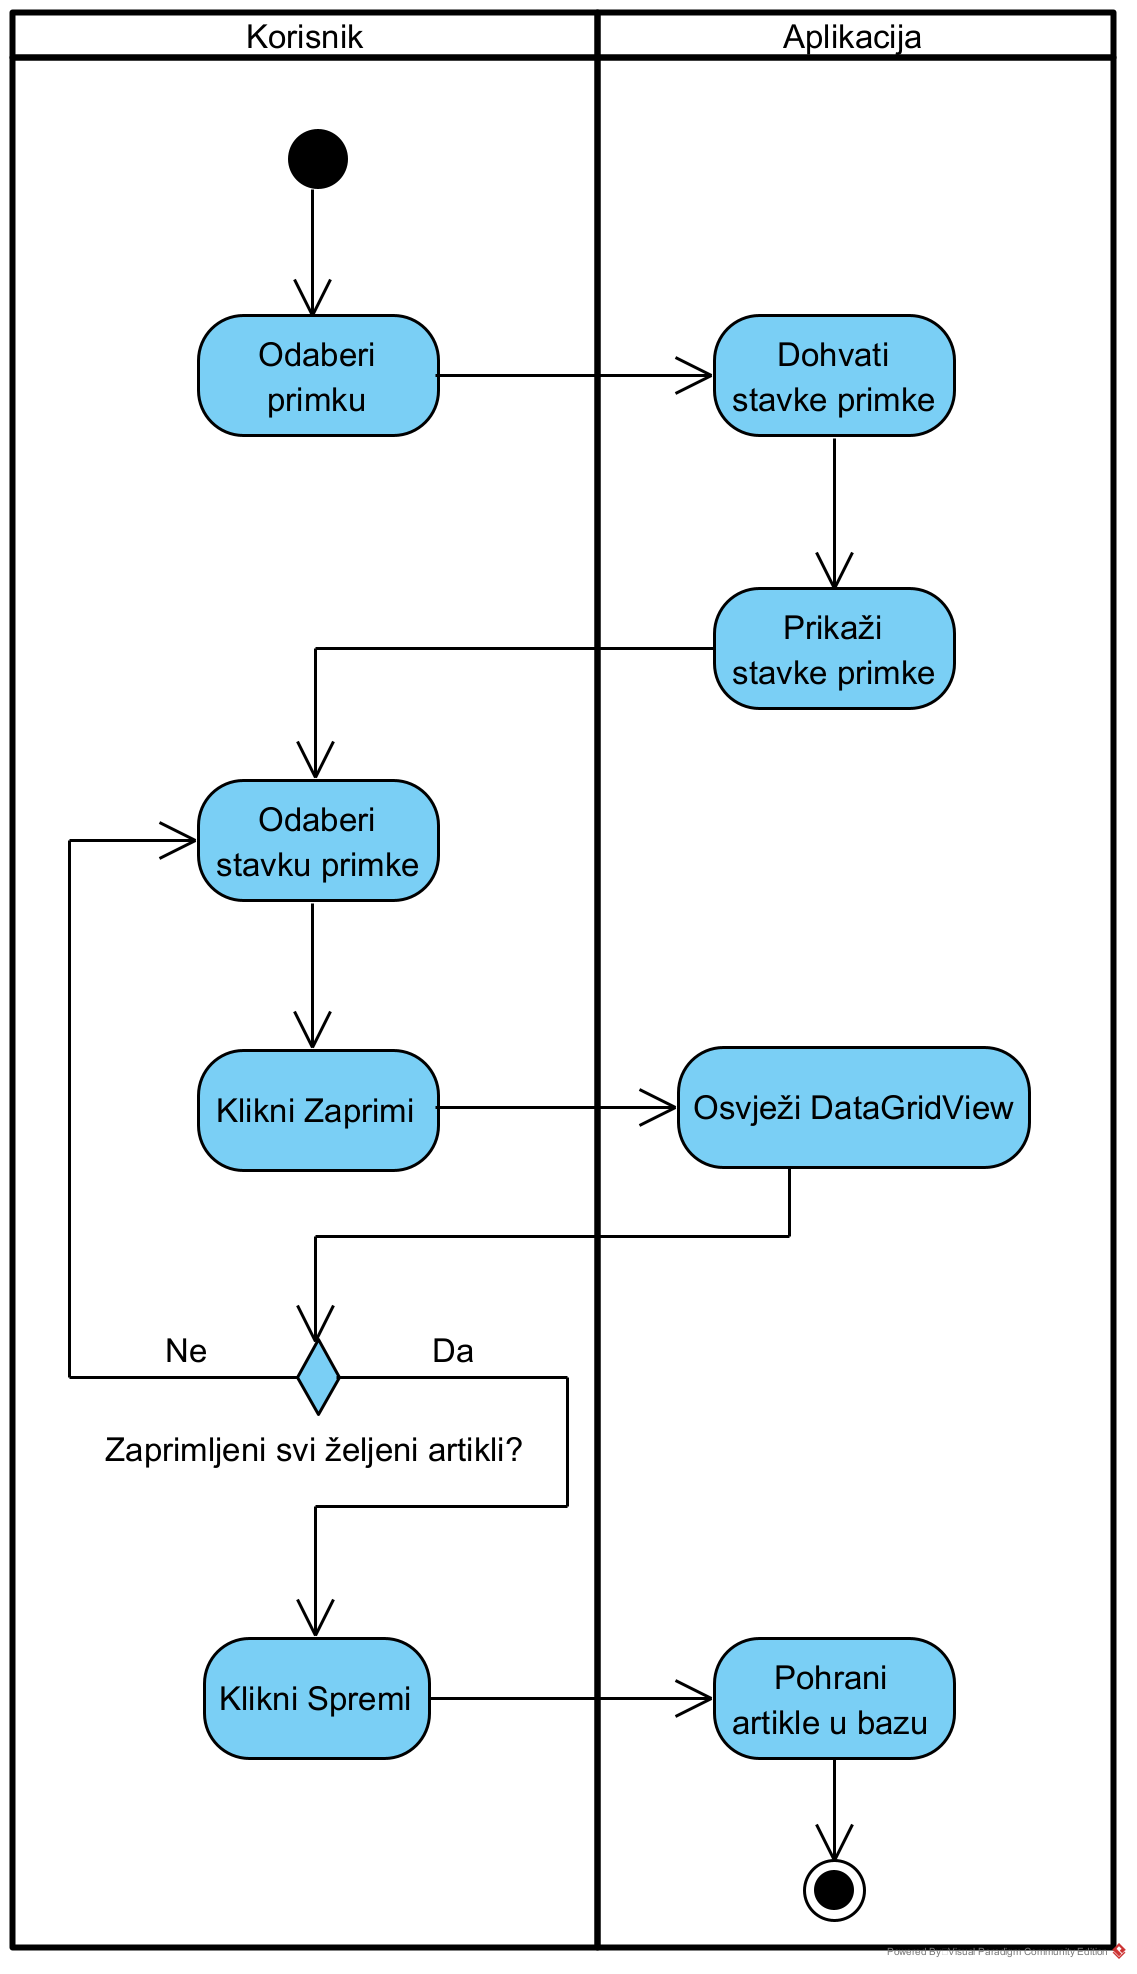 Korisnik
Aplikacija
Odaberi
primku
Dohvati
stavke primke
Prikaži
stavke primke
Odaberi
stavku primke
Klikni Zaprimi
Osvježi DataGridView
Ne
Da
Zaprimljeni svi željeni artikli?
Klikni Spremi
Pohrani
artikle u bazu
Powered By: Visual Paradigm Community Edition